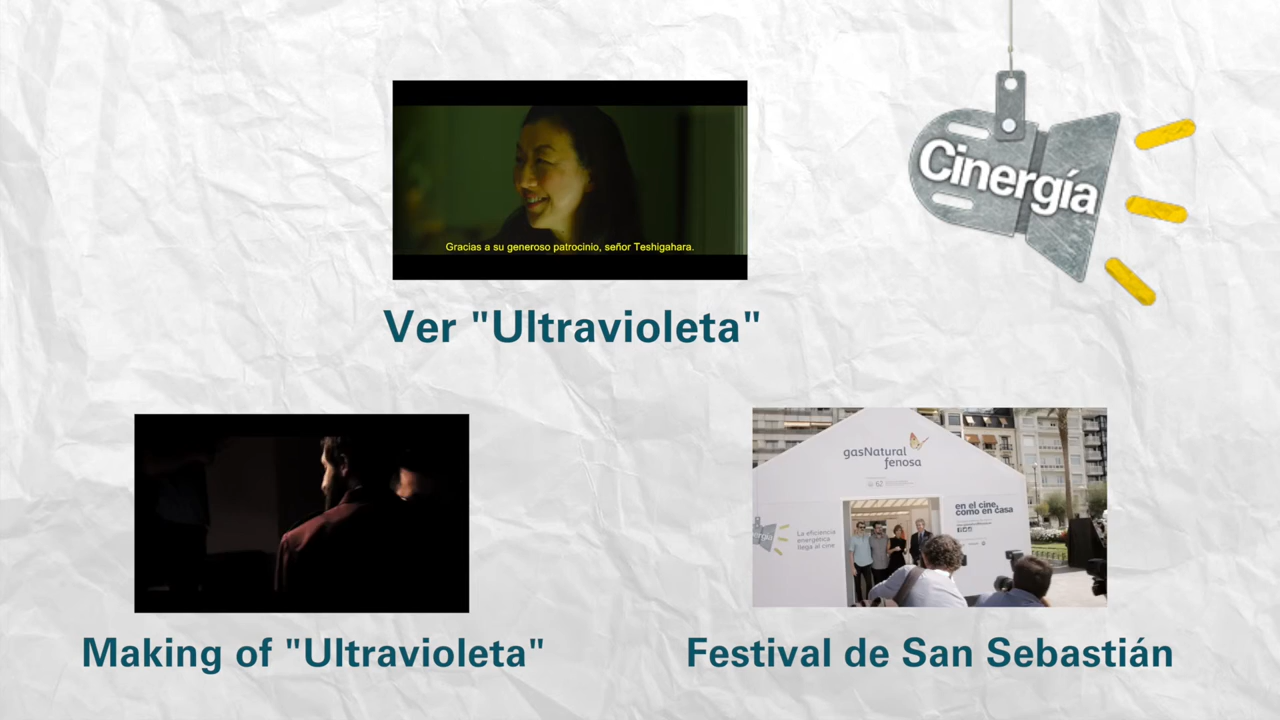 Cinergía
Gracias a su generoso patrocinio, señor Teshigahara.
Ver "Ultravioleta"
gasNatural
fenosa
62
en el cine,
como en casa
La eficiencia
energética
llega al cine
Making of "Ultravioleta"
Festival de San Sebastián